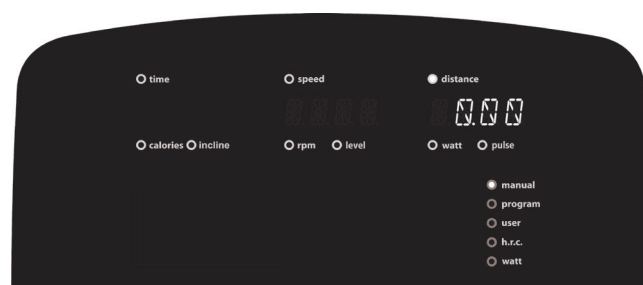 time speed distance
0.00
calories incline rpm level watt pulse
manual
program
user
h.r.c.
watt